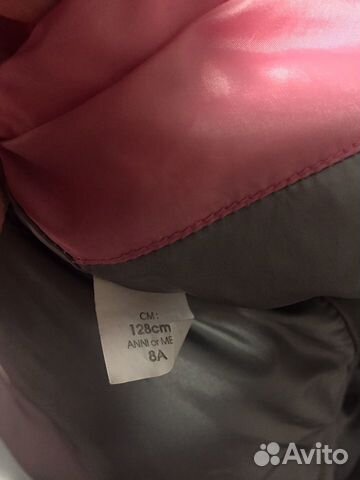 CM:
128cm
ANNI or ME
8A
Avito